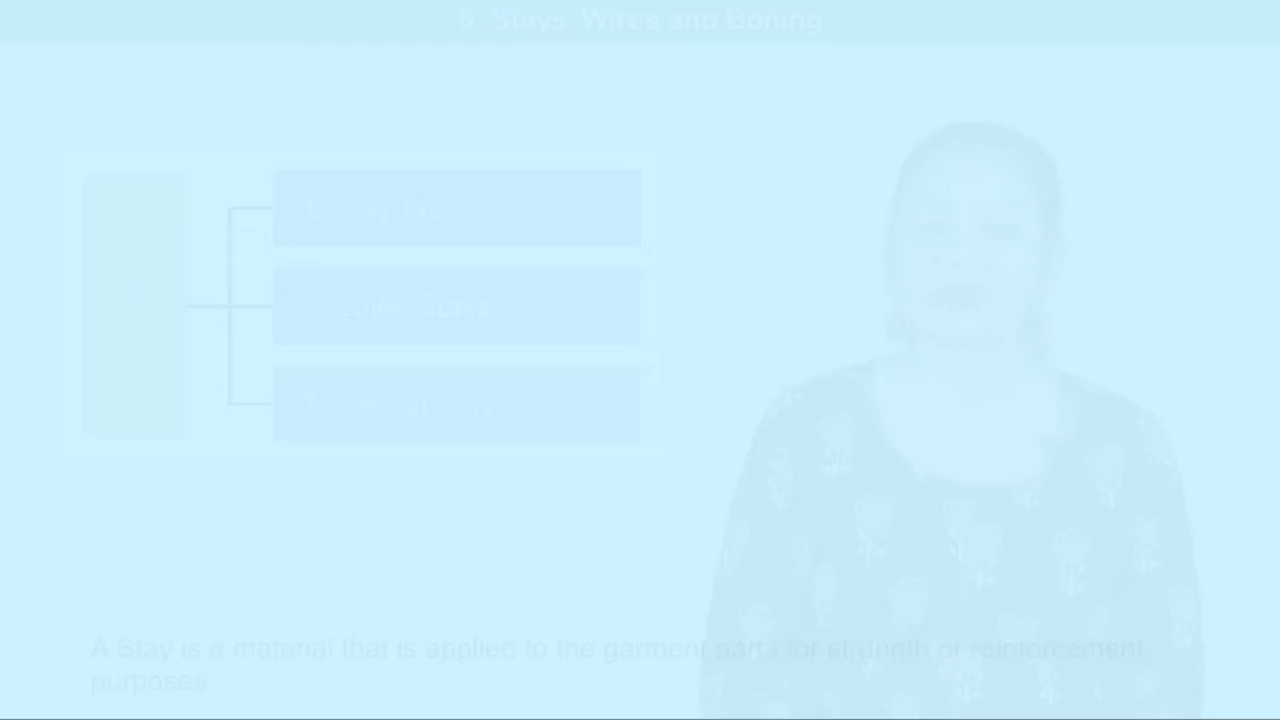 5. Stays, Wires and Boning
1. Stay Tapes
2. Collar Stays
3. Special Stays
A Stay is a material that is applied to the garment parts for strength or reinforcement
purposes